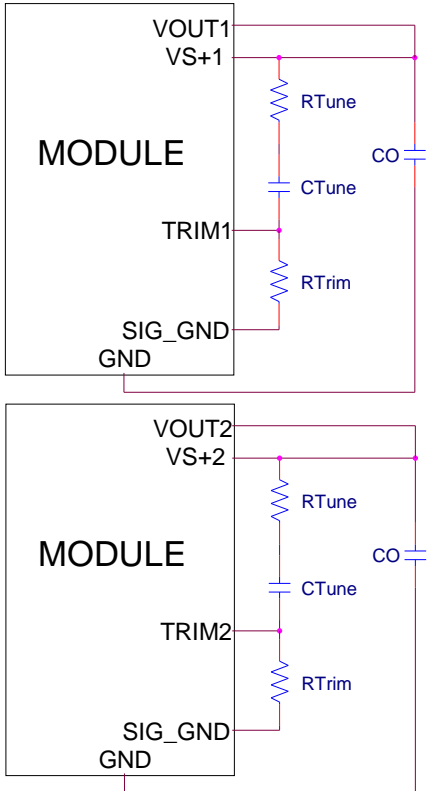 VOUT1
VS+1
RTune
MODULE
CO
CTune
TRIM1
RTrim
SIG_GND
GND
VOUT2
VS+2
RTune
MODULE
CO
CTune
TRIM2
RTrim
SIG_GND
GND